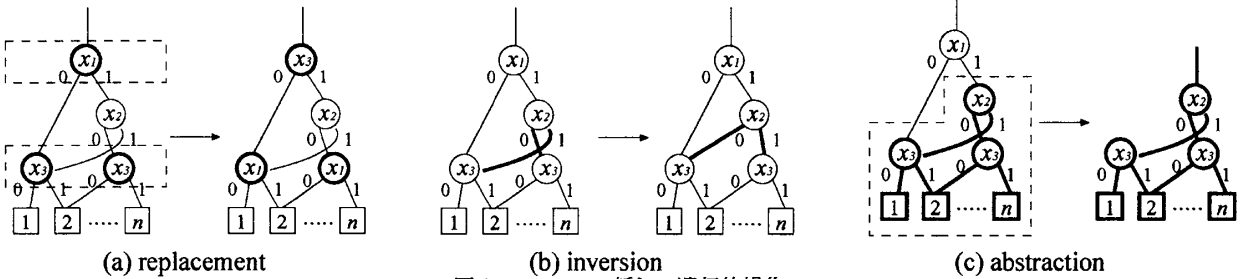 x1
0 1
x2
0 1
x3 x3
0 1 0 1
1 2 ..... n
x3
0 1
x2
0 1
x1 x1
0 1 0 1
1 2 ..... n
(a) replacement
x1
0 1
x2
0 1
x3 x3
0 1 0 1
1 2 ..... n
x1
0 1
x2
0 1
x3 x3
0 1 0 1
1 2 ..... n
(b) inversion
x1
0 1
x2
0 1
x3 x3
0 1 0 1
1 2 ..... n
x2
0 1
x3 x3
0 1 0 1
1 2 ..... n
(c) abstraction